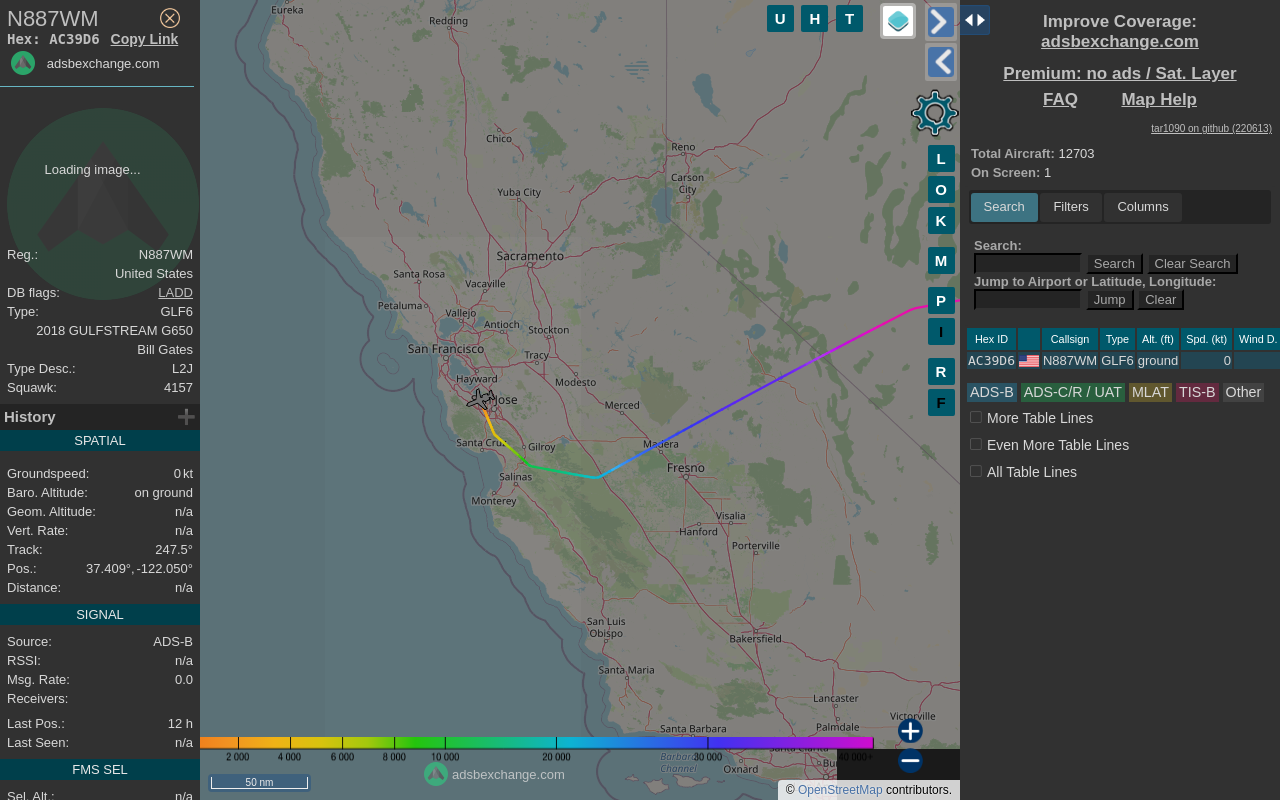 N887WM
Hex: AC39D6 Copy Link
adsbexchange.com
Loading image...
Reg.: N887WM
United States
DB flags: LADD
Type: GLF6
2018 GULFSTREAM G650
Bill Gates
Type Desc.: L2J
Squawk: 4157
History
SPATIAL
Groundspeed: 0 kt
Baro. Altitude: on ground
Geom. Altitude: n/a
Vert. Rate: n/a
Track: 247.5°
Pos.: 37.409°, -122.050°
Distance: n/a
SIGNAL
Source: ADS-B
RSSI: n/a
Msg. Rate: 0.0
Receivers:
Last Pos.: 12 h
Last Seen: n/a
FMS SEL
Sel. Alt.: n/a
Eureka
Redding
Chico
Reno
Carson
City
Yuba City
Sacramento
Santa Rosa
Vacaville
Petaluma
Vallejo
Antioch
Stockton
San Francisco
Tracy
Hayward
Modesto
Jose
Merced
Santa Cruz
Gilroy
Madera
Fresno
Salinas
Monterey
Visalia
Hanford
Porterville
San Luis
Obispo
Bakersfield
Santa Maria
Lancaster
Palmdale
Victorville
Santa Barbara
Santa Clarita
Barbara
Channel
Oxnard
Bu
2 000 4 000 6 000 8 000 10 000 20 000 30 000 40 000+
50 nm
adsbexchange.com
© OpenStreetMap contributors.
U H T
L
O
K
M
P
I
R
F
Improve Coverage:
adsbexchange.com
Premium: no ads / Sat. Layer
FAQ Map Help
tar1090 on github (220613)
Total Aircraft: 12703
On Screen: 1
Search Filters Columns
Search:
Search Clear Search
Jump to Airport or Latitude, Longitude:
Jump Clear
Hex ID Callsign Type Alt. (ft) Spd. (kt) Wind D.
AC39D6 N887WM GLF6 ground 0
ADS-B ADS-C/R / UAT MLAT TIS-B Other
More Table Lines
Even More Table Lines
All Table Lines